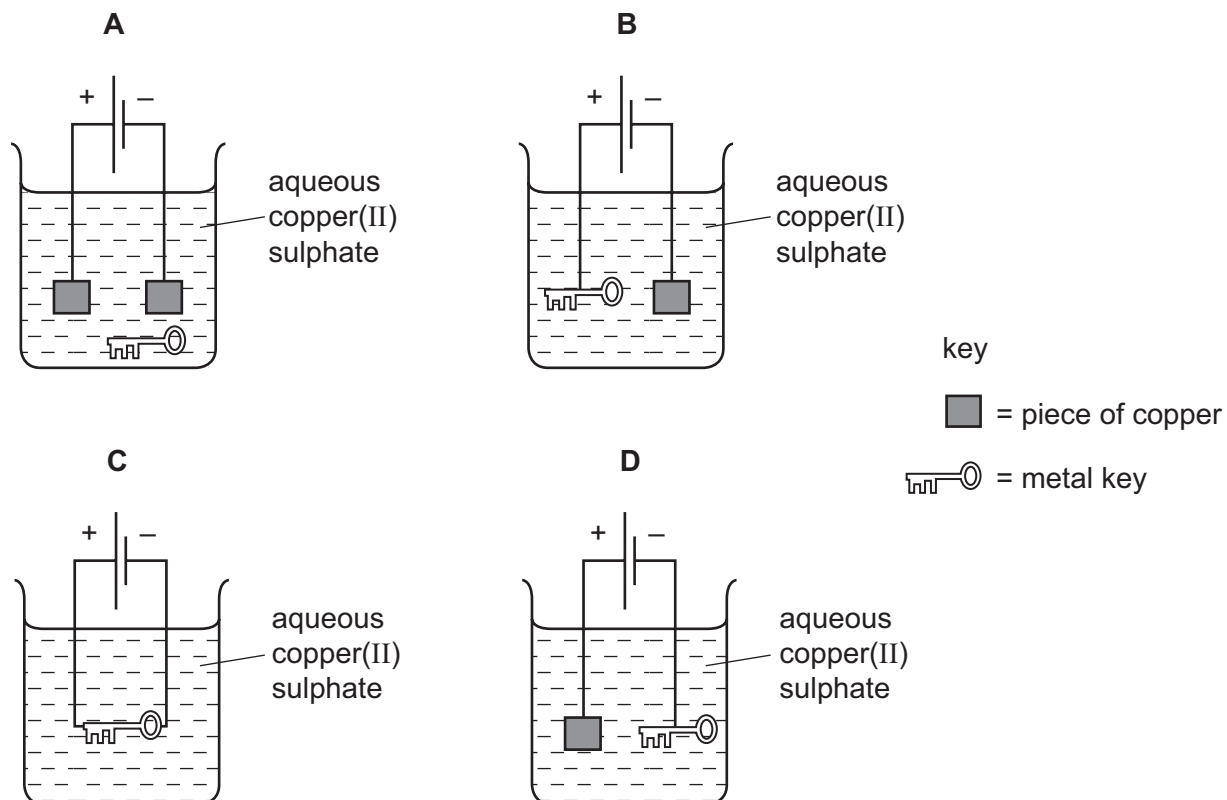 A
B
+ –
aqueous
copper(II)
sulphate
+ –
aqueous
copper(II)
sulphate
key
= piece of copper
= metal key
C
D
+ –
aqueous
copper(II)
sulphate
+ –
aqueous
copper(II)
sulphate